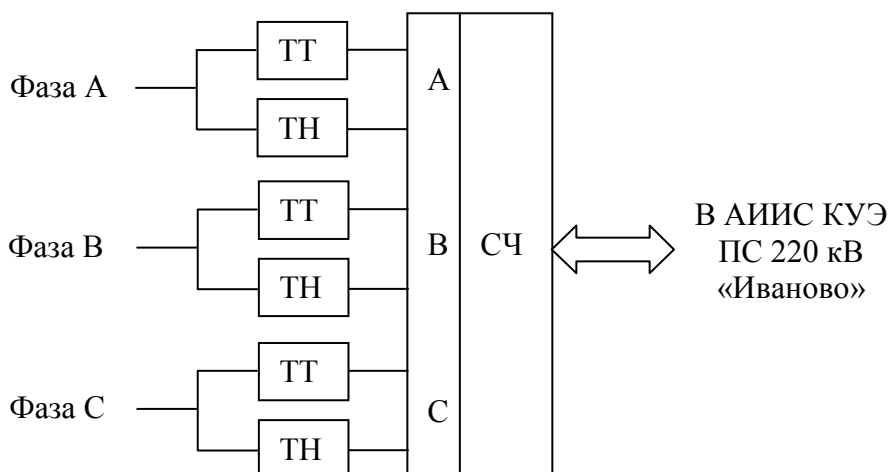 Фаза А
ТТ
ТН
А
Фаза В
ТТ
ТН
В
СЧ
В АИИС КУЭ
ПС 220 кВ
«Иваново»
Фаза С
ТТ
ТН
С